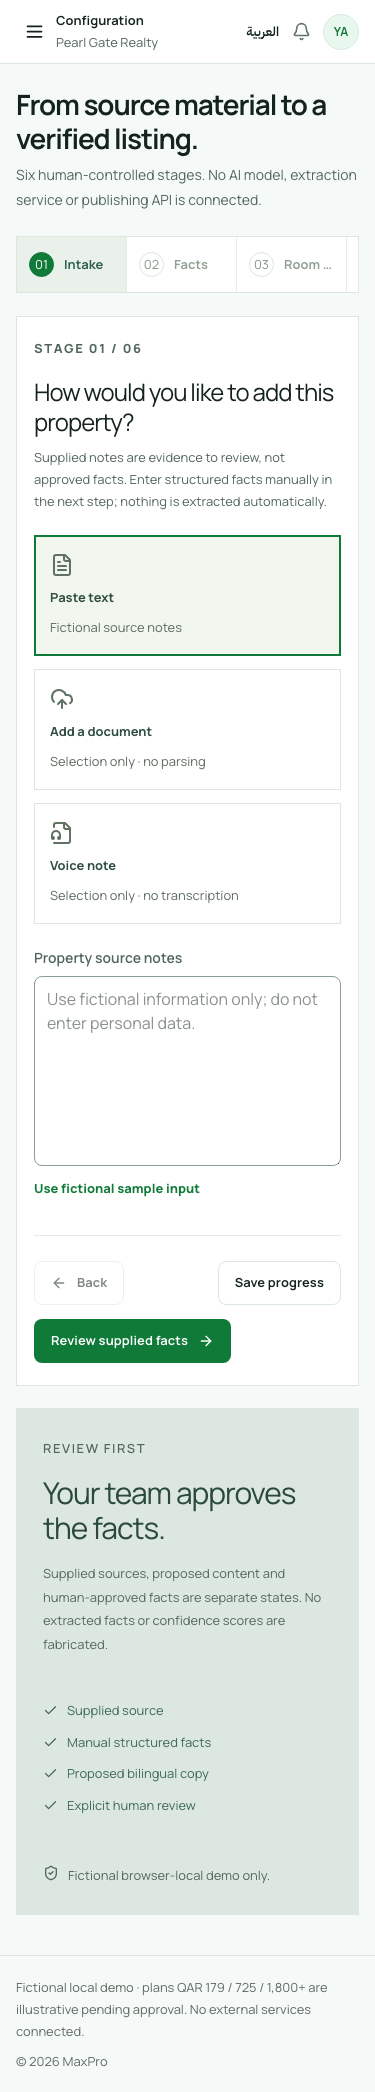 Configuration
Pearl Gate Realty
العربية
YA
From source material to a
verified listing.
Six human-controlled stages. No AI model, extraction
service or publishing API is connected.
01 Intake
02 Facts
03 Room ...
STAGE 01 / 06
How would you like to add this
property?
Supplied notes are evidence to review, not
approved facts. Enter structured facts manually in
the next step; nothing is extracted automatically.
Paste text
Fictional source notes
Add a document
Selection only · no parsing
Voice note
Selection only · no transcription
Property source notes
Use fictional information only; do not
enter personal data.
Use fictional sample input
Back
Save progress
Review supplied facts
REVIEW FIRST
Your team approves
the facts.
Supplied sources, proposed content and
human-approved facts are separate states. No
extracted facts or confidence scores are
fabricated.
Supplied source
Manual structured facts
Proposed bilingual copy
Explicit human review
Fictional browser-local demo only.
Fictional local demo · plans QAR 179 / 725 / 1,800+ are
illustrative pending approval. No external services
connected.
© 2026 MaxPro